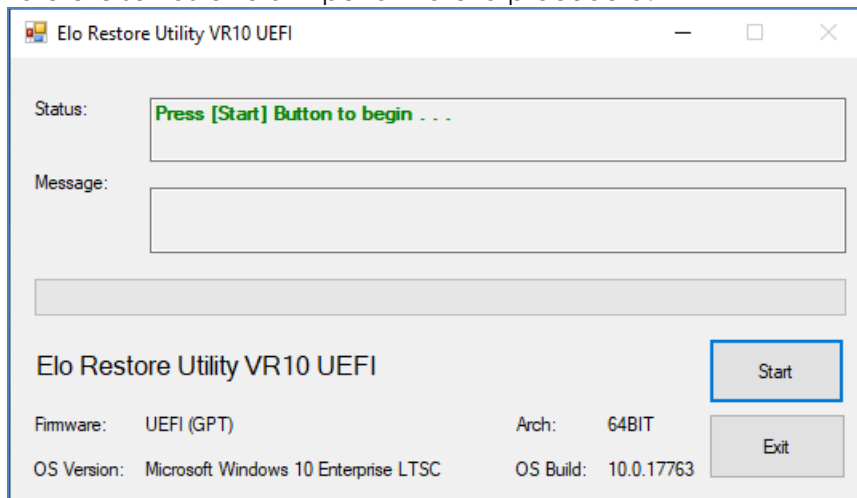 Elo Restore Utility VR10 UEFI
Status:
Press [Start] Button to begin . . .
Message:
Elo Restore Utility VR10 UEFI
Start
Firmware: UEFI (GPT) Arch: 64BIT
Exit
OS Version: Microsoft Windows 10 Enterprise LTSC OS Build: 10.0.17763